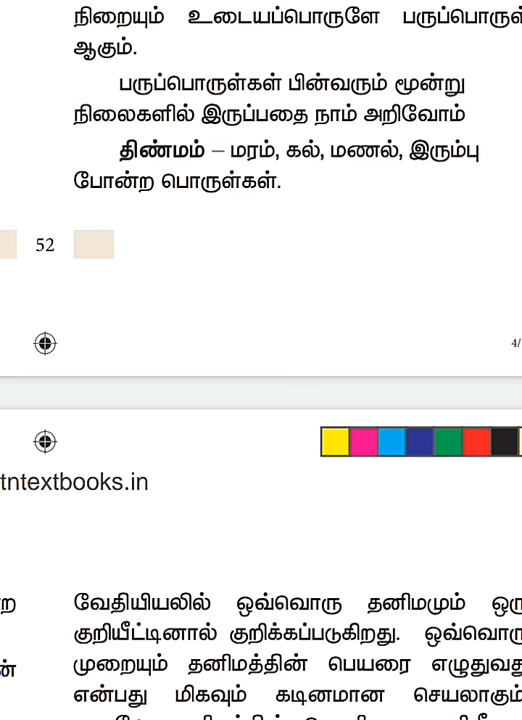 நிறையும் உடையப்பொருளே பருப்பொருள்
ஆகும்.
பருப்பொருள்கள் பின்வரும் மூன்று
நிலைகளில் இருப்பதை நாம் அறிவோம்
திண்மம் – மரம், கல், மணல், இரும்பு
போன்ற பொருள்கள்.
52
4/
tntextbooks.in
வேதியியலில் ஒவ்வொரு தனிமமும் ஒரு
குறியீட்டினால் குறிக்கப்படுகிறது. ஒவ்வொரு
முறையும் தனிமத்தின் பெயரை எழுதுவது
என்பது மிகவும் கடினமான செயலாகும்.